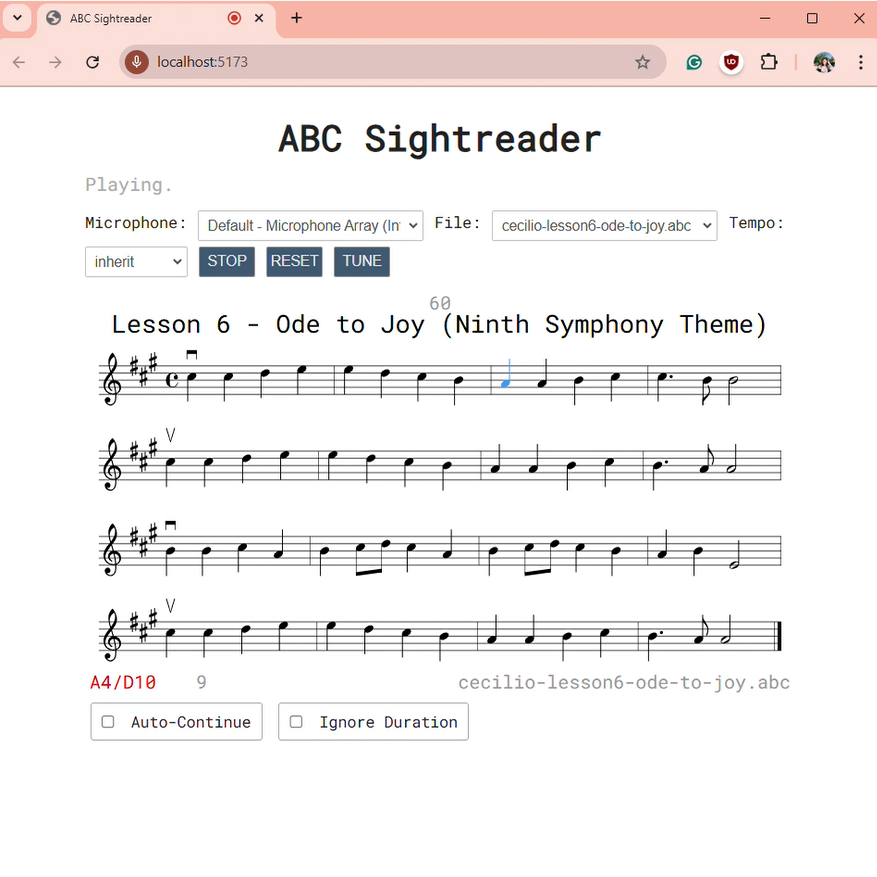 ABC Sightreader
localhost:5173
ABC Sightreader
Playing.
Microphone: Default - Microphone Array (Int File: cecilio-lesson6-ode-to-joy.abc Tempo:
inherit STOP RESET TUNE
60
Lesson 6 - Ode to Joy (Ninth Symphony Theme)
A4/D10 9 cecilio-lesson6-ode-to-joy.abc
Auto-Continue Ignore Duration